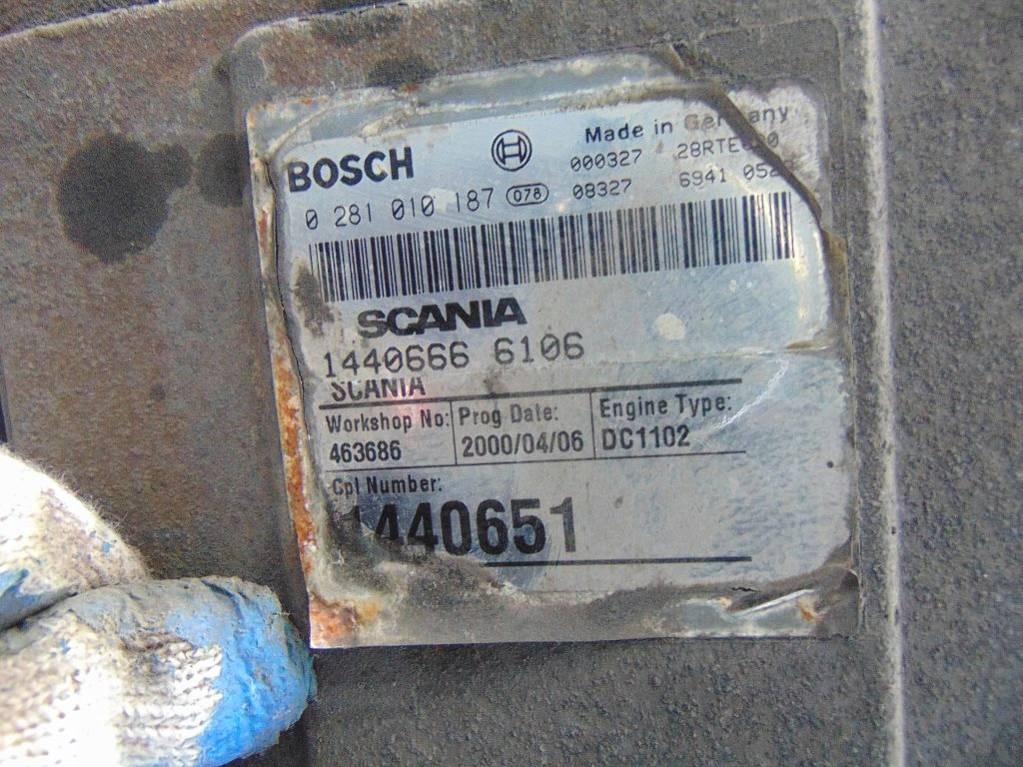 Made in Germany
BOSCH 000327
0 281 010 187 078 08327 6941
SCANIA
1440666 6106
SCANIA
Workshop No: Prog Date: Engine Type:
463686 2000/04/06 DC1102
Cpl Number:
1440651